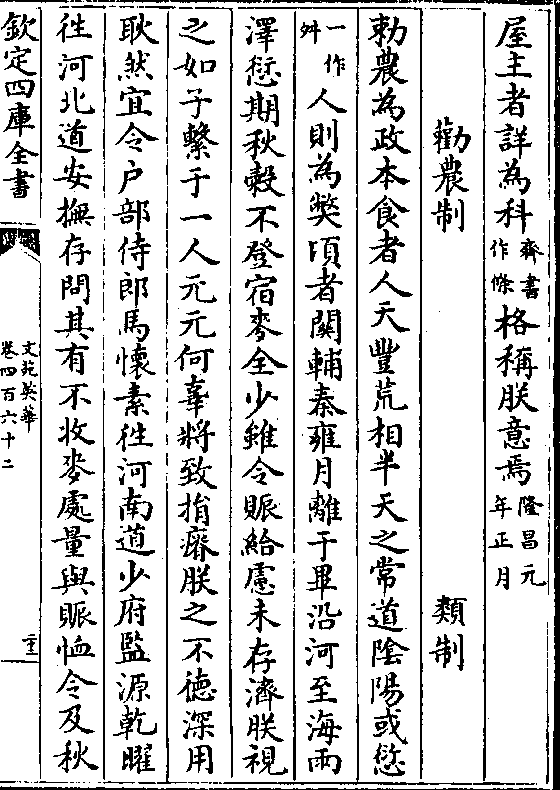 屋主者詳為科齊書作條格稱朕意焉隆昌元年正月
勸農制　類制
勅農為政本食者人天豐荒相半天之常道陰陽或愆
一作舛人則為獘項者關輔秦雍月離于畢沿河至海雨
澤愆期秋榖不登宿麥全少雖令賑給慮未存濟朕視
之如子繫于一人元元何辜將致捐瘠朕之不德深用
耿然宜令户部侍郎馬懷素徃河南道少府監源乾曜
徃河北道安撫存問其有不收麥處量與賑恤令及秋
欽定四庫全書
文苑英華
卷四百六十二